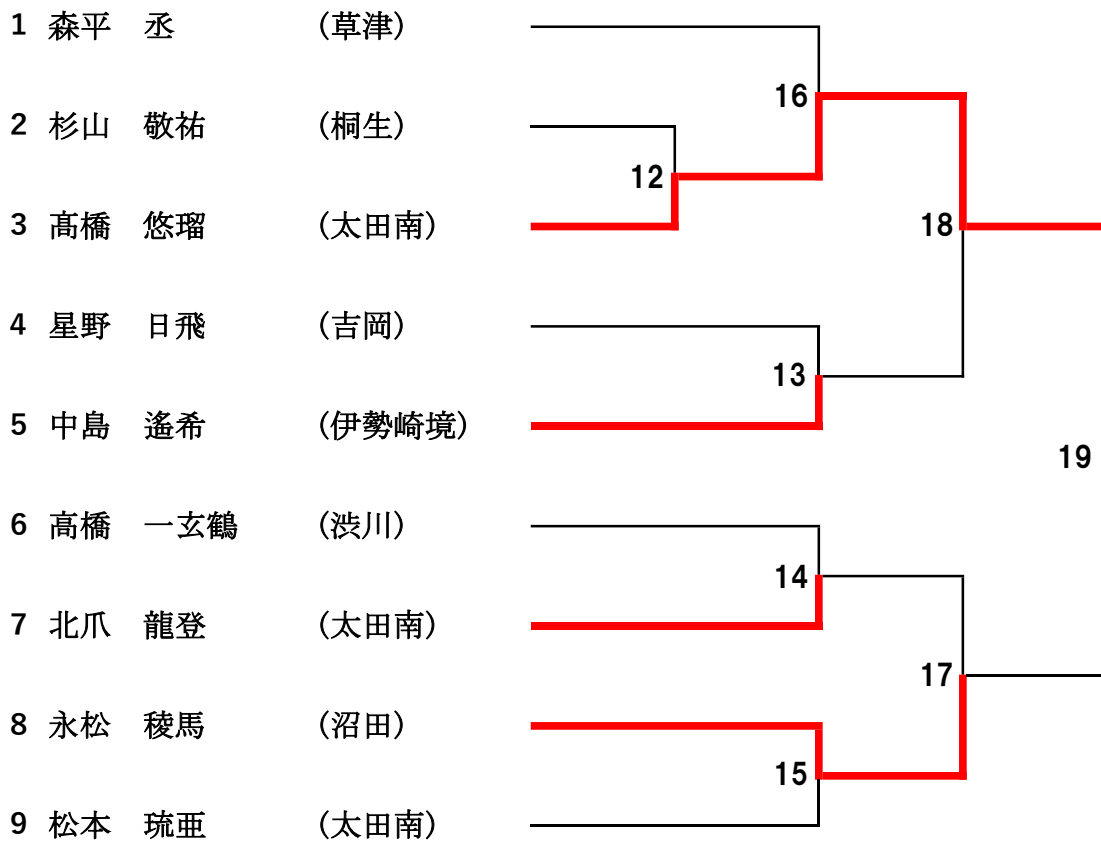 1 森平　丞 (草津)
16
2 杉山　敬祐 (桐生)
12
3 髙橋　悠瑠 (太田南)
18
4 星野　日飛 (吉岡)
13
5 中島　遙希 (伊勢崎境)
19
6 高橋　一玄鶴 (渋川)
14
7 北爪　龍登 (太田南)
17
8 永松　稜馬 (沼田)
15
9 松本　琉亜 (太田南)